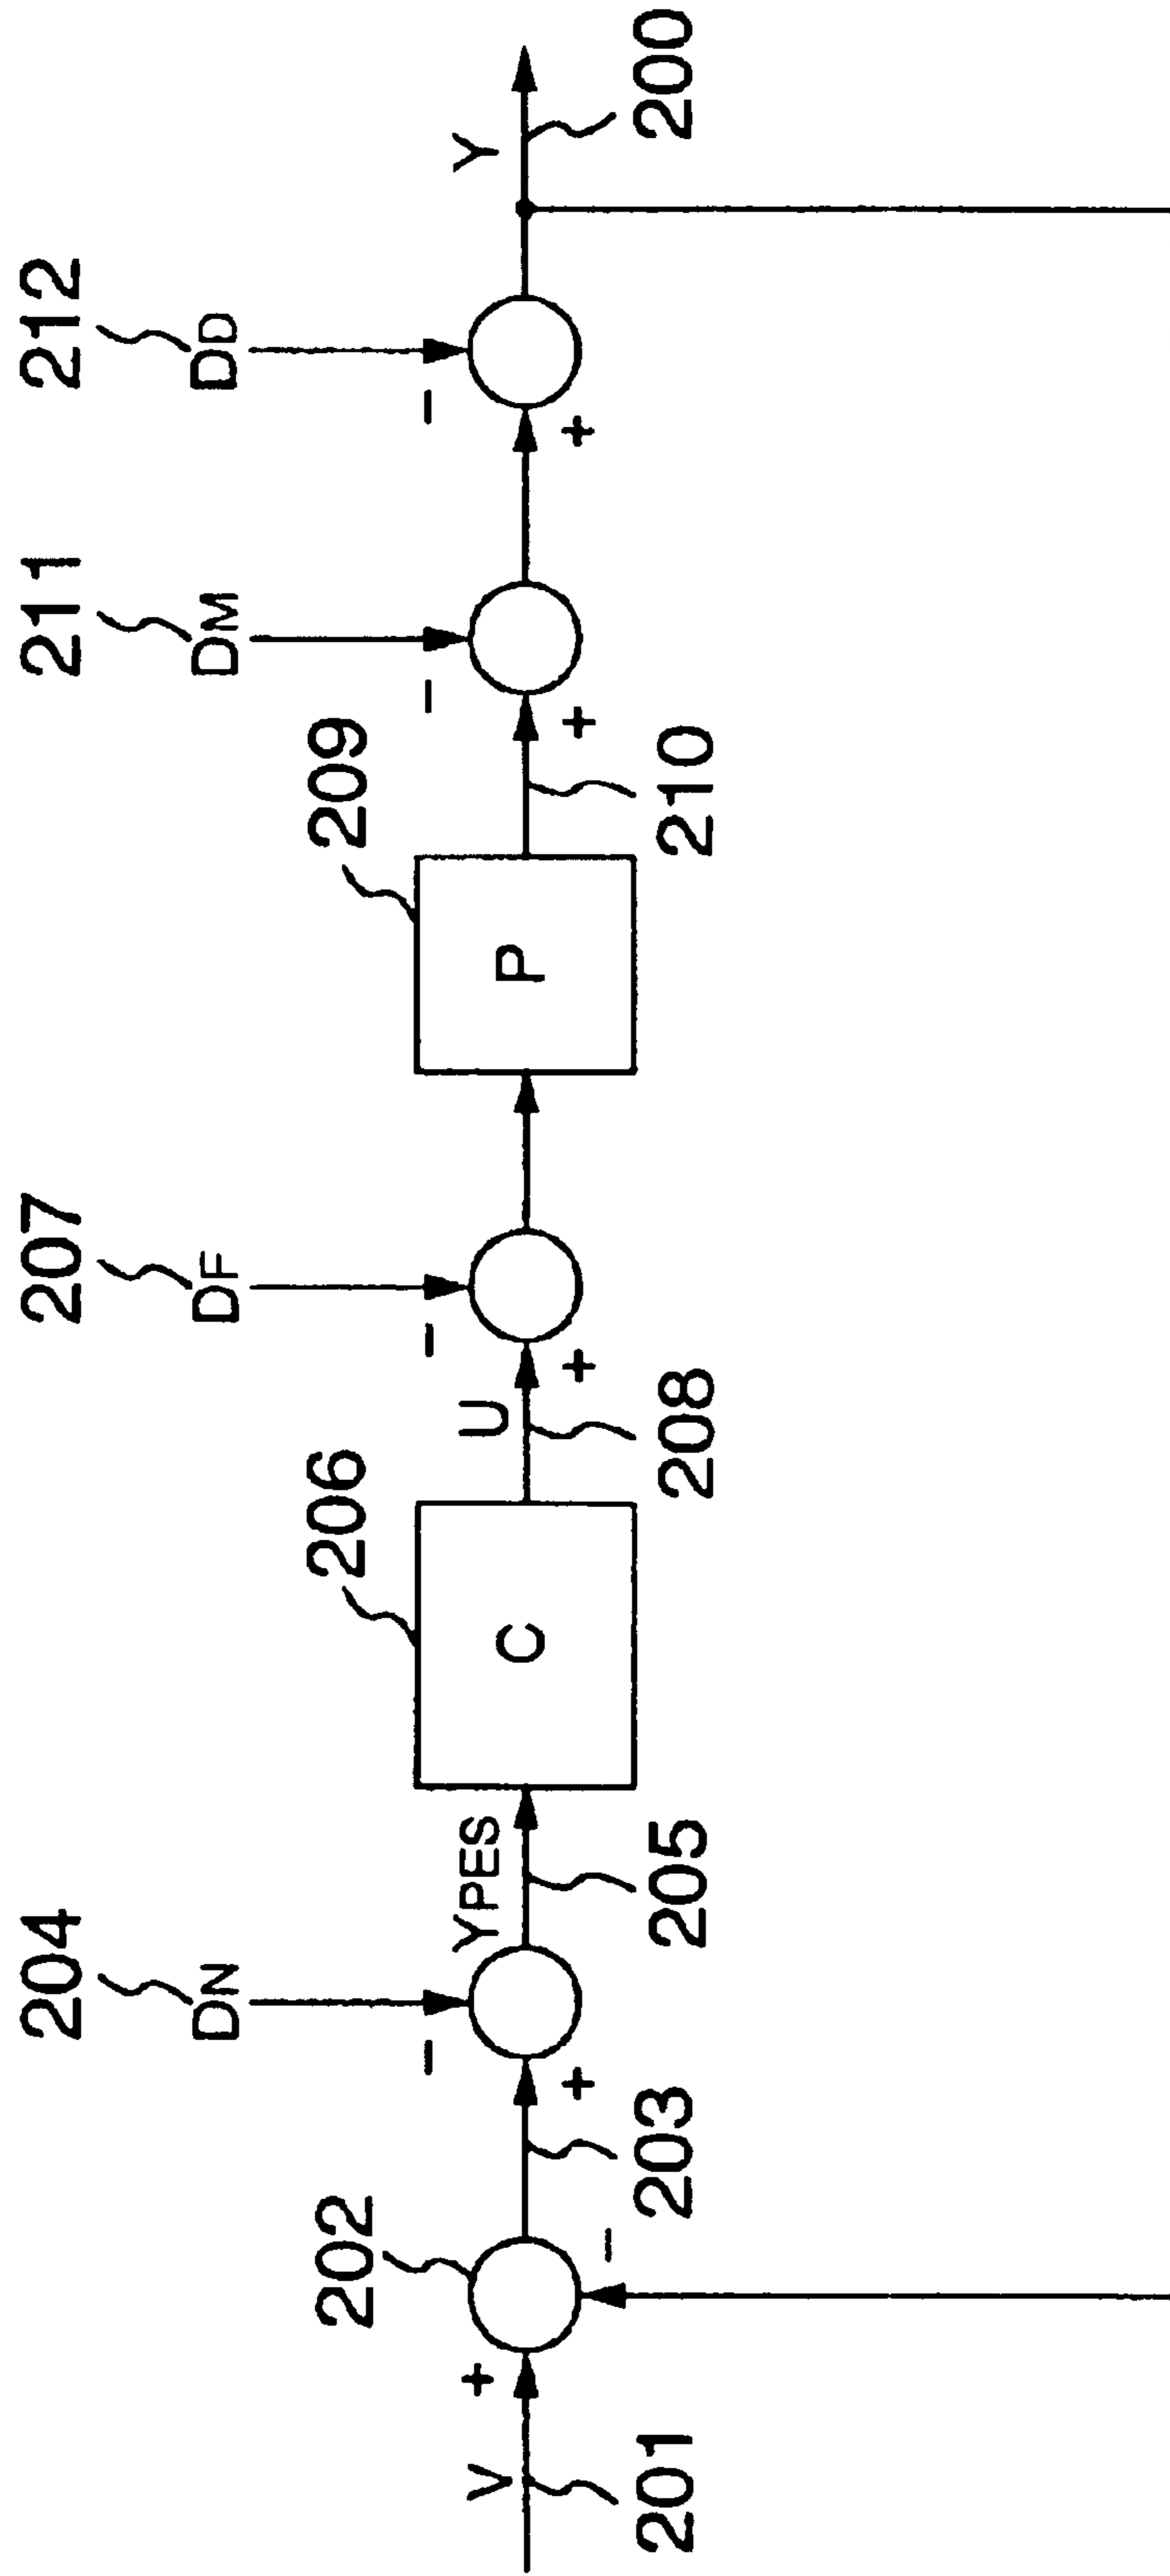 204 207 211 212
DN DF DM DD
202 206 209
- - - -
V + YPES U Y
C P
- + + + +
201 203 205 208 210 200